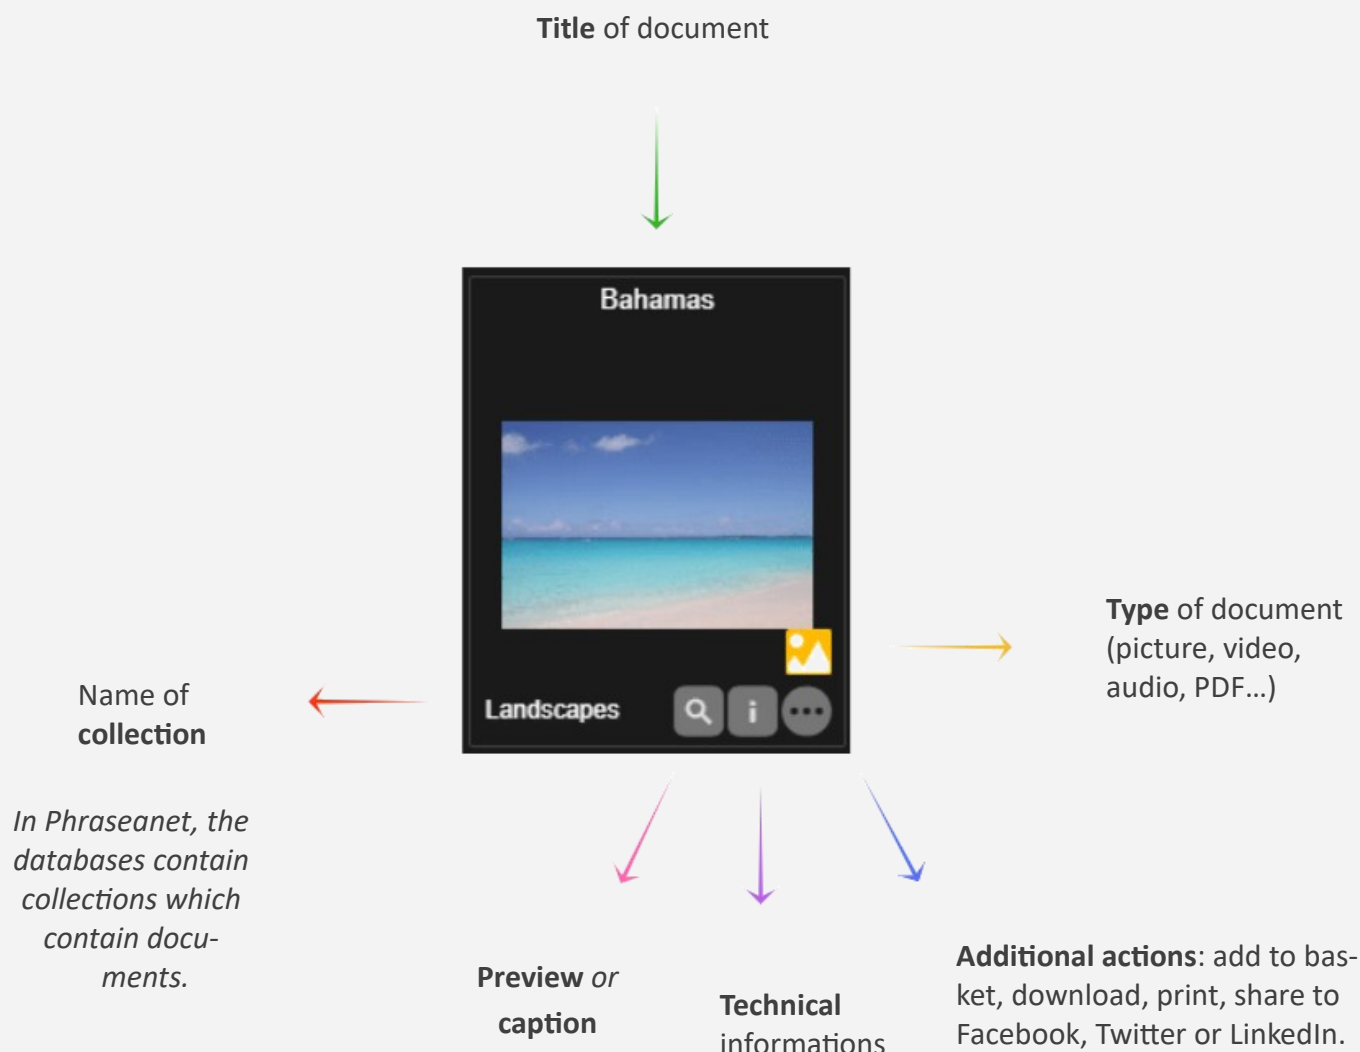 Title of document
Bahamas
Type of document
(picture, video,
audio, PDF...)
Landscapes
i
Name of
collection
In Phraseanet, the
databases contain
collections which
contain docu-
ments.
Preview or
caption
Technical
informations
Additional actions: add to bas-
ket, download, print, share to
Facebook, Twitter or LinkedIn.